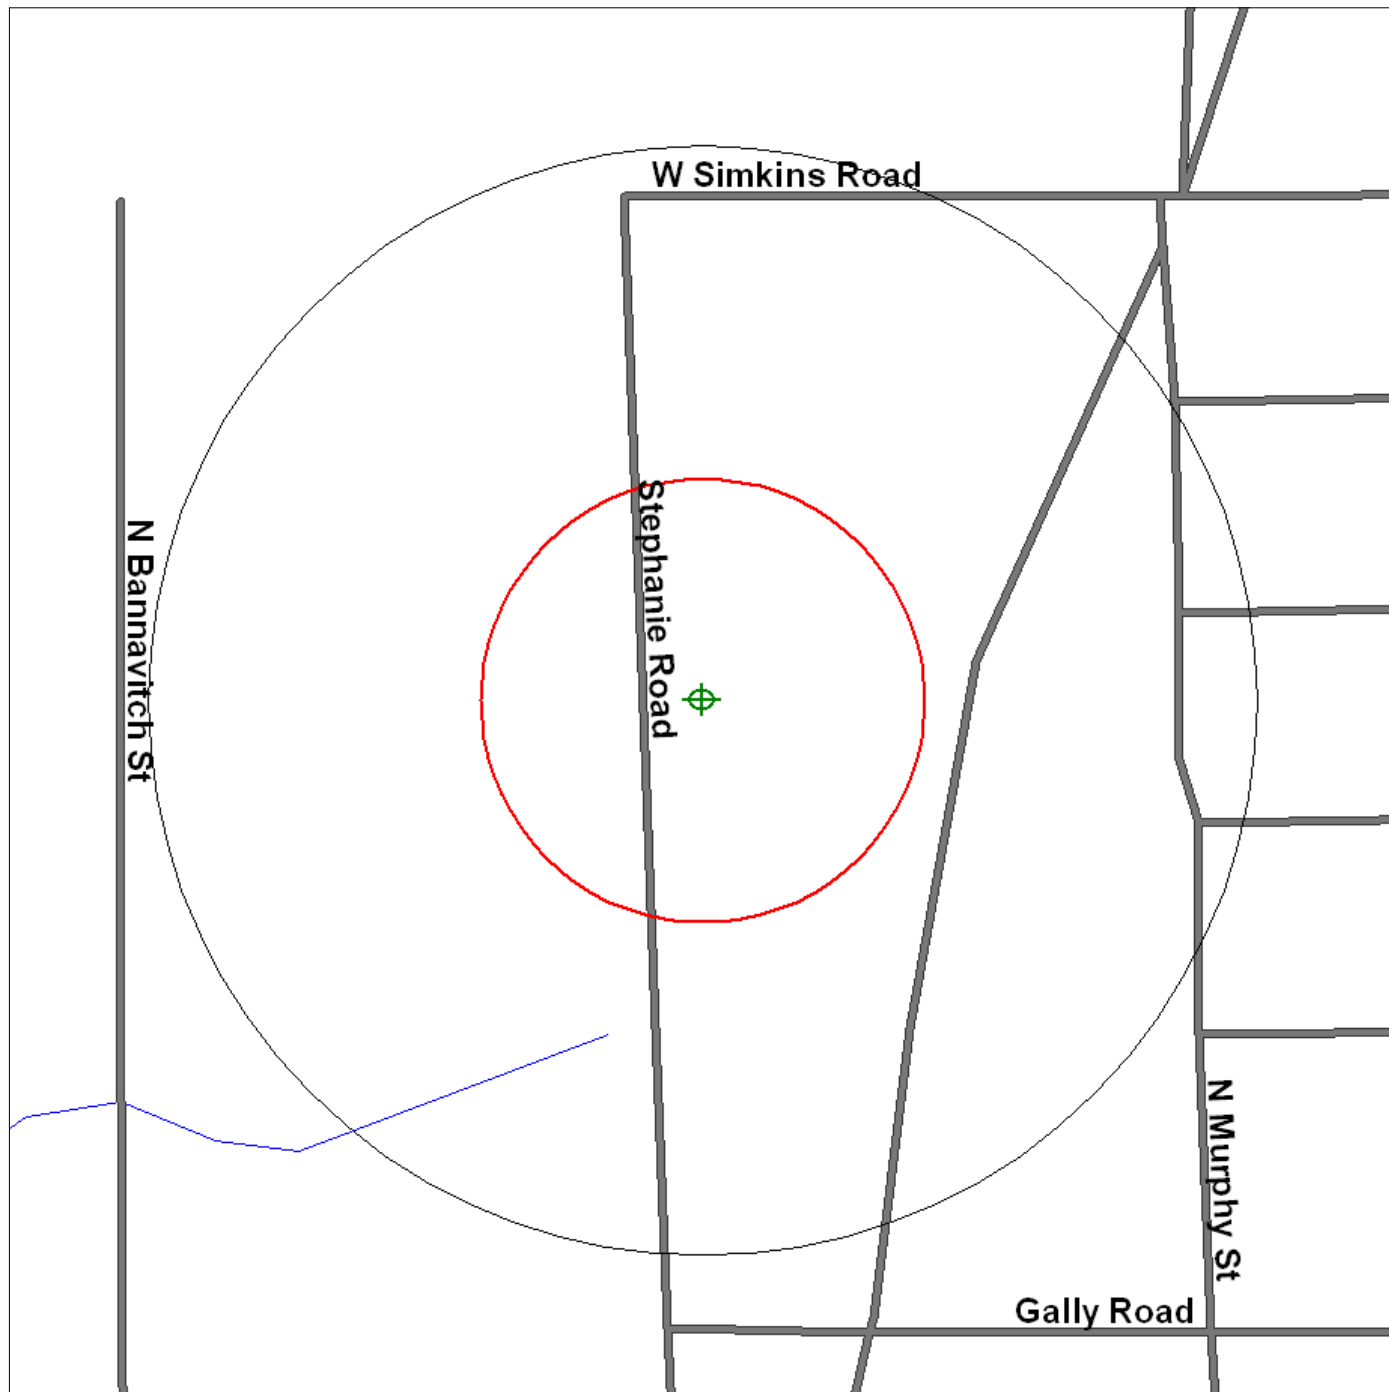 W Simkins Road
Stephanie Road
N Bannavitch St
N Murphy St
Gally Road